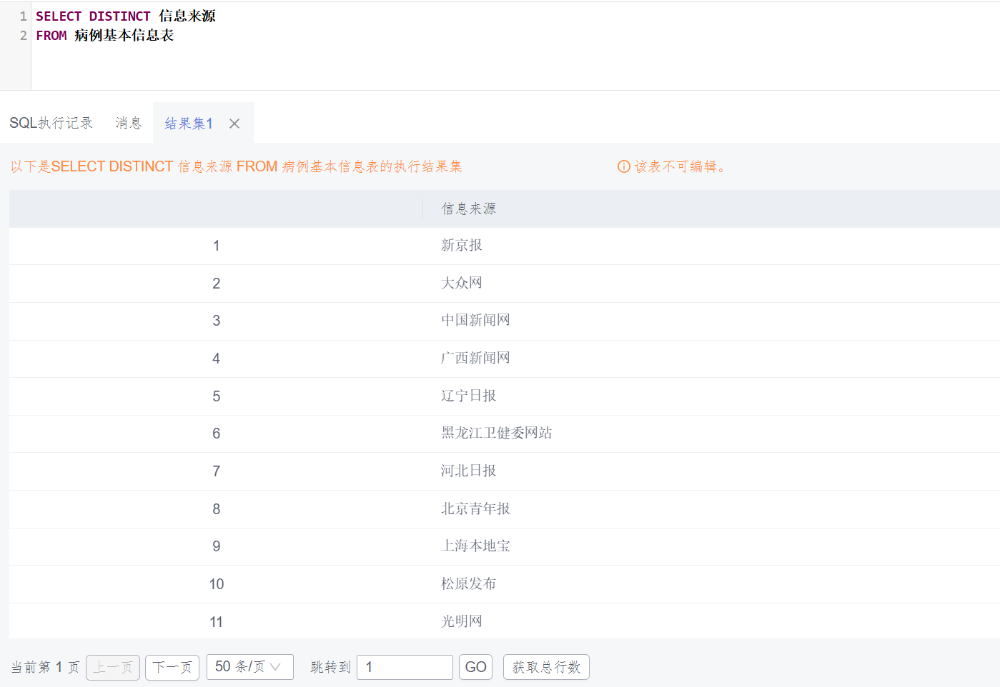 1 SELECT DISTINCT 信息来源
2 FROM 病例基本信息表
SQL执行记录 消息 结果集1
以下是SELECT DISTINCT 信息来源 FROM 病例基本信息表的执行结果集 该表不可编辑。
信息来源
1 新京报
2 大众网
3 中国新闻网
4 广西新闻网
5 辽宁日报
6 黑龙江卫健委网站
7 河北日报
8 北京青年报
9 上海本地宝
10 松原发布
11 光明网
当前第 1 页 上一页 下一页 50 条/页 跳转到 1 GO 获取总行数